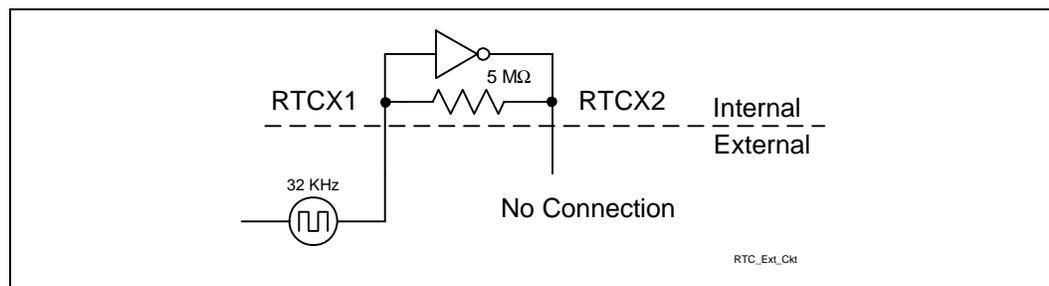 5 MΩ
RTCX1
RTCX2
Internal
External
32 KHz
No Connection
RTC_Ext_Ckt